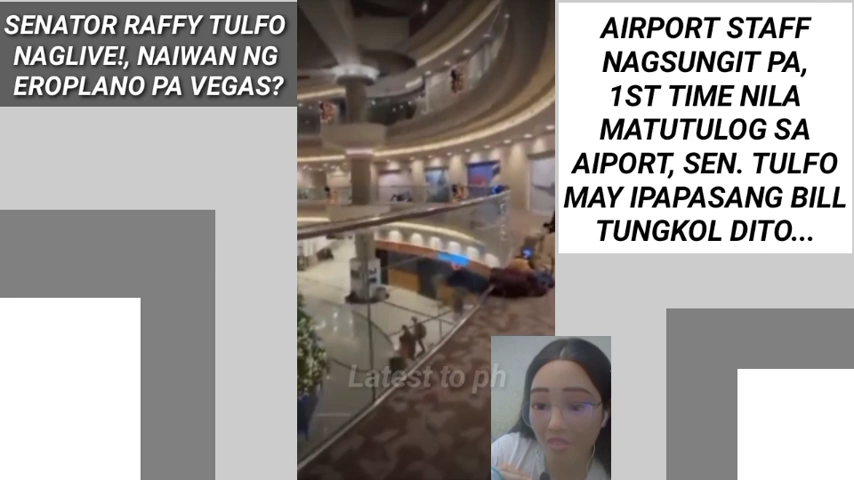 SENATOR RAFFY TULFO
NAGLIVE!, NAIWAN NG
EROPLANO PA VEGAS?
AIRPORT STAFF
NAGSUNGIT PA,
1ST TIME NILA
MATUTULOG SA
AIPORT, SEN. TULFO
MAY IPAPASANG BILL
TUNGKOL DITO...
Latest to ph